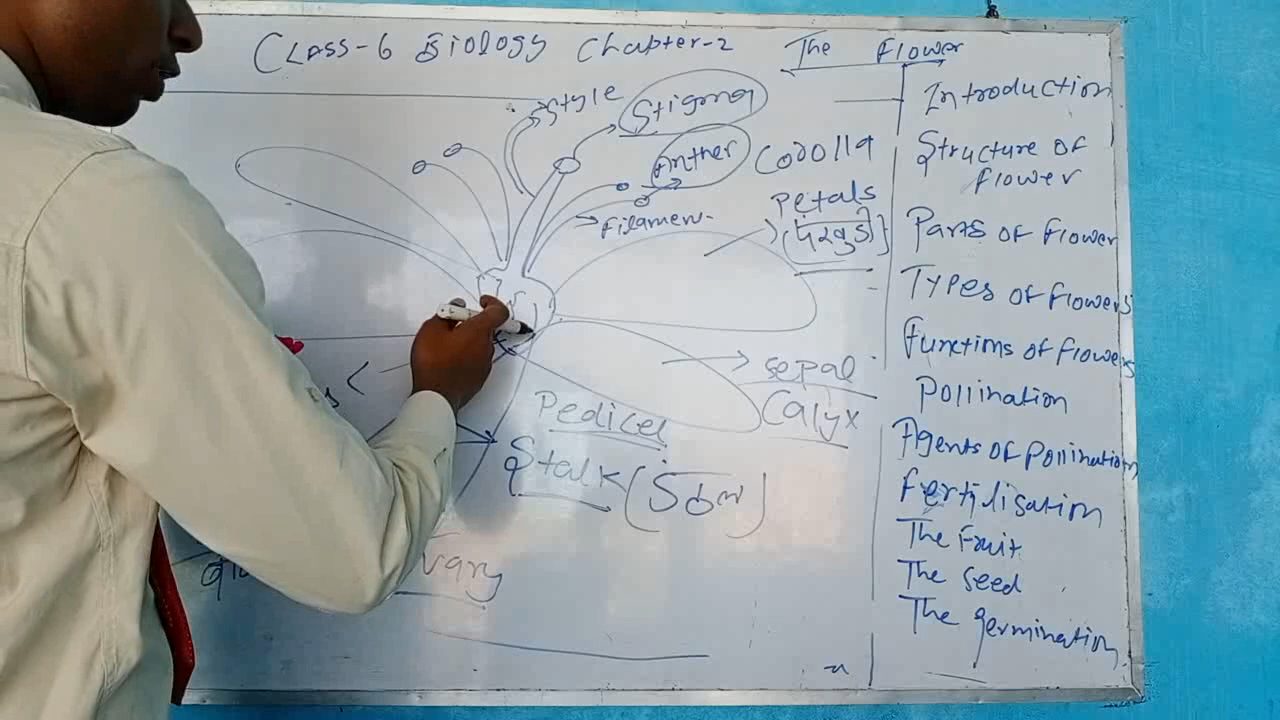 Class-6 Biology Chapter-2 The Flower
Style
Stigma
Anther
Corolla
Filamen
Petals
sepal
Calyx
Pedicel
Stalk
vary
Introduction
Structure of
flower
Parts of flower
Types of flowers
Functions of flowers
Pollination
Agents of pollination
Fertilisation
The Fruit
The Seed
The germination